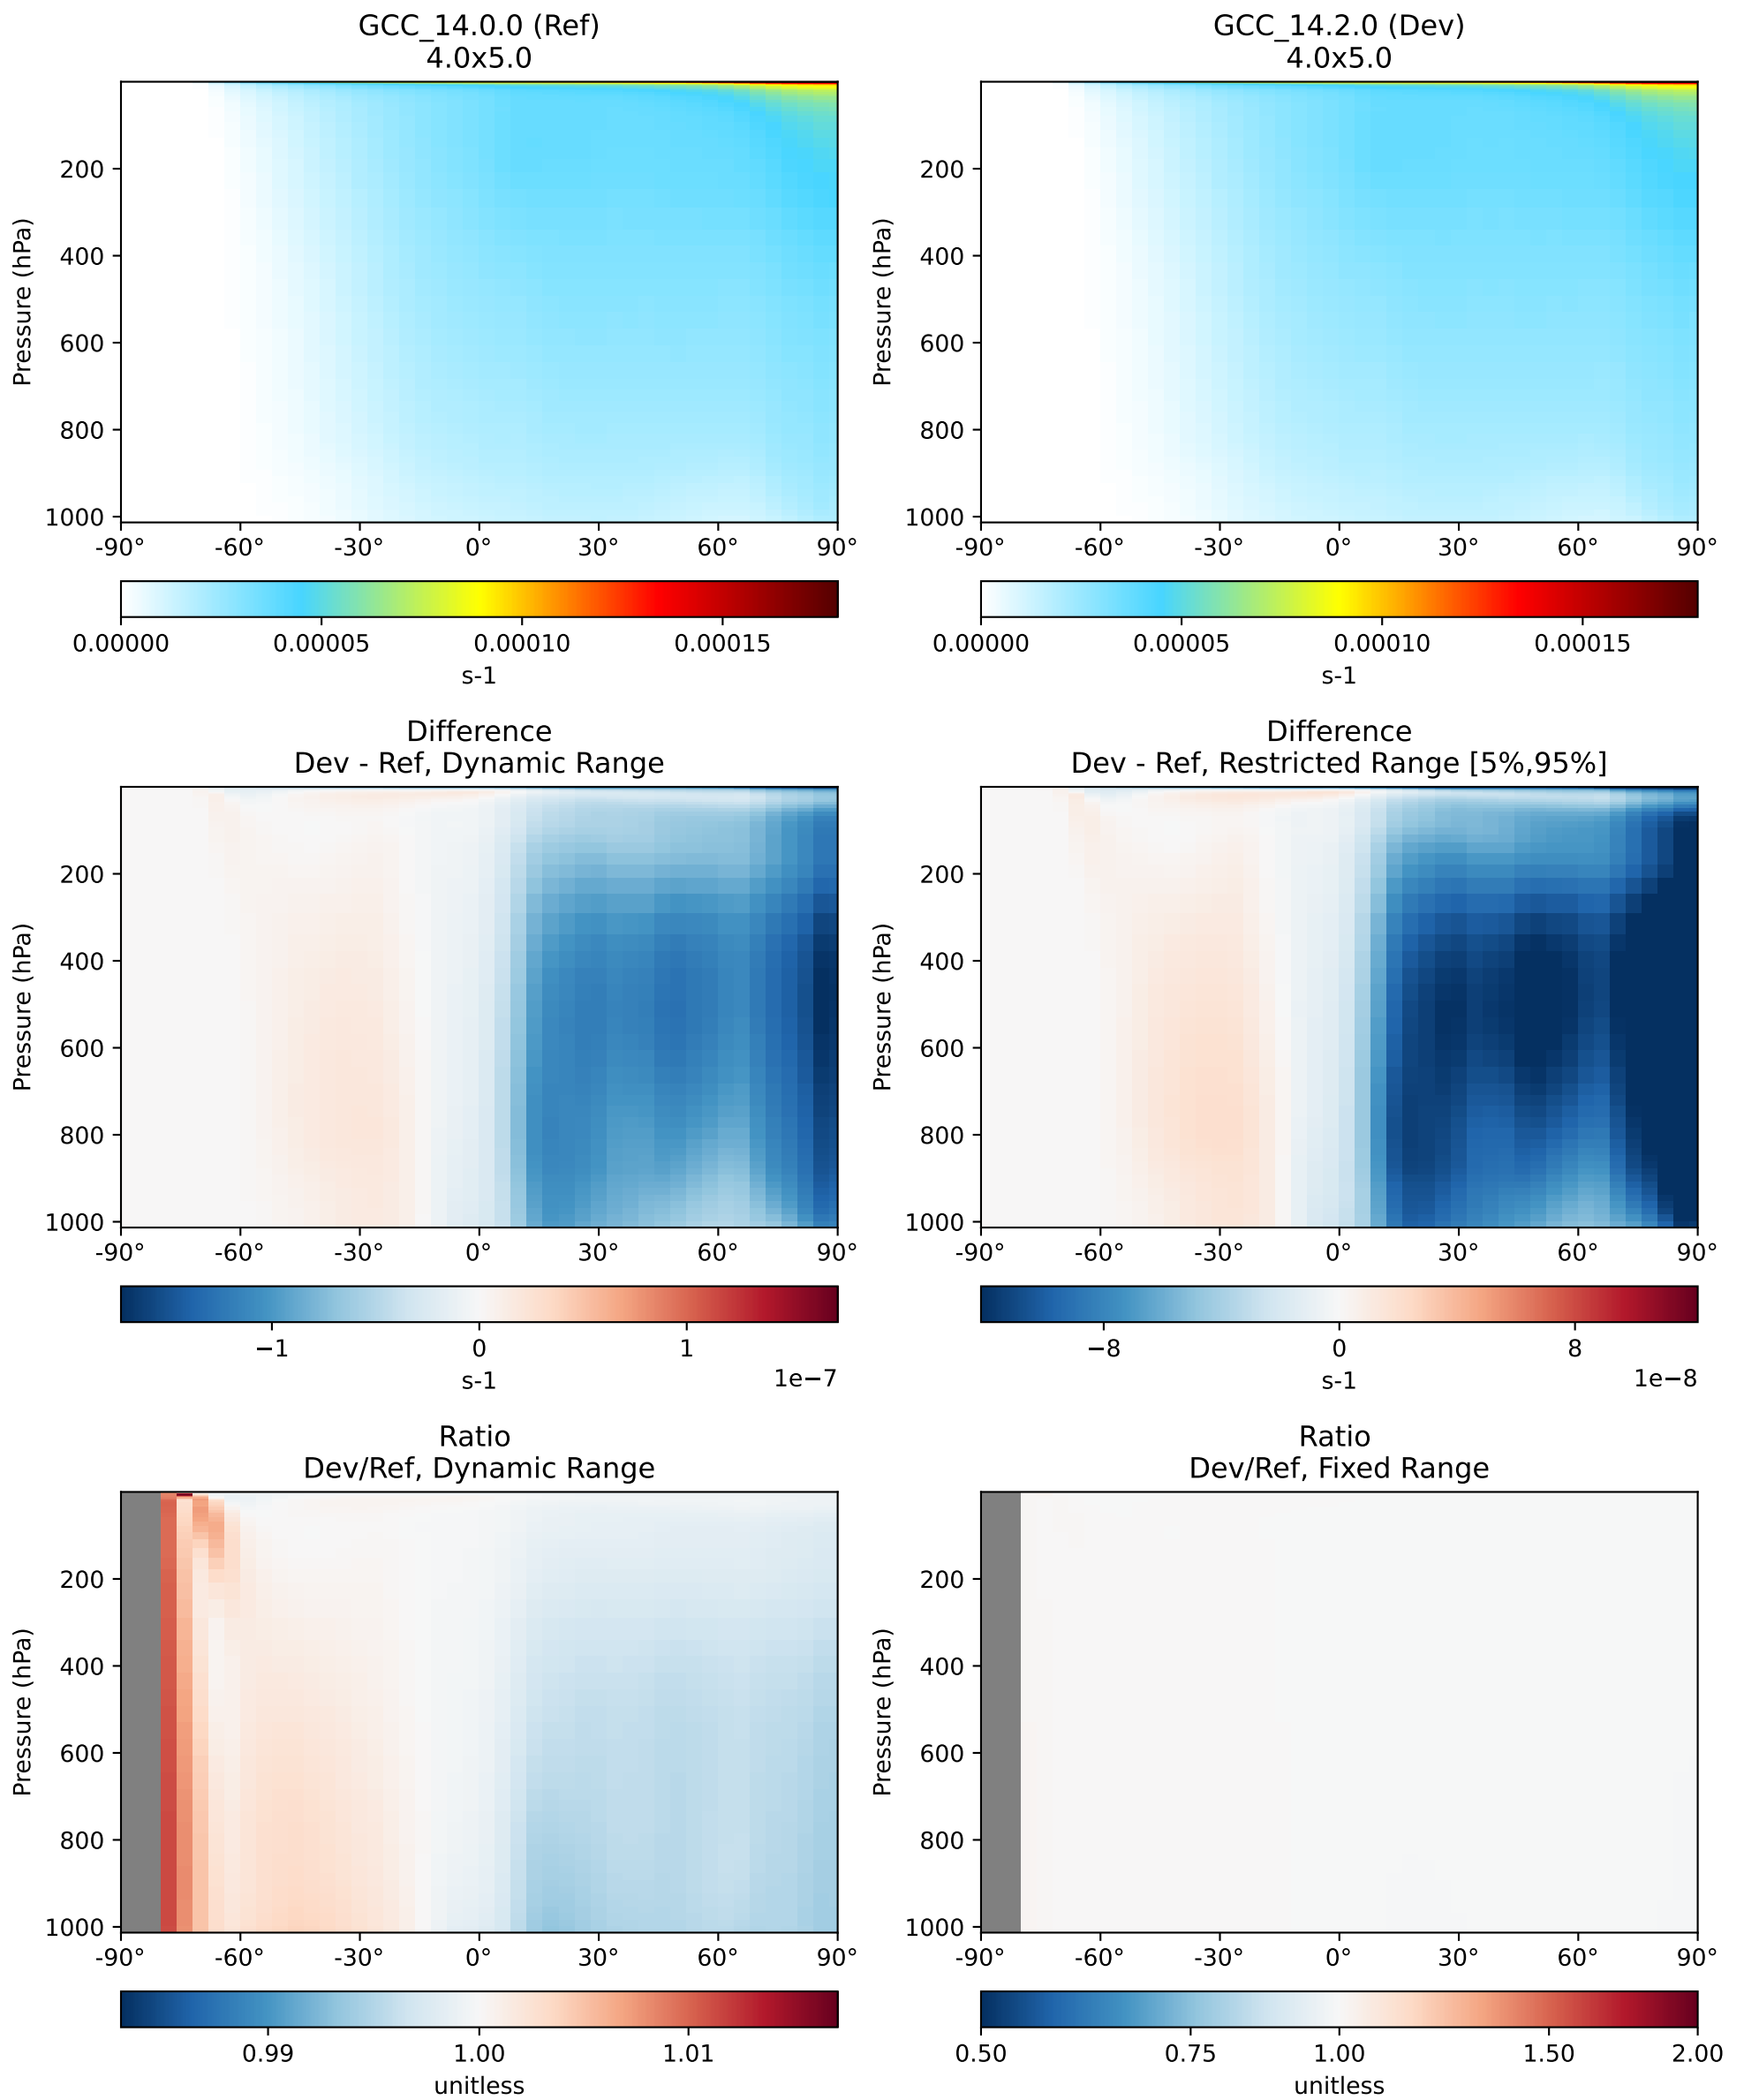 GCC_14.0.0 (Ref)
4.0x5.0
Pressure (hPa)
200
400
600
800
1000
-90° -60° -30° 0° 30° 60° 90°
0.00000 0.00005 0.00010 0.00015
s-1
GCC_14.2.0 (Dev)
4.0x5.0
Pressure (hPa)
200
400
600
800
1000
-90° -60° -30° 0° 30° 60° 90°
0.00000 0.00005 0.00010 0.00015
s-1
Difference
Dev - Ref, Dynamic Range
Pressure (hPa)
200
400
600
800
1000
-90° -60° -30° 0° 30° 60° 90°
−1 0 1
s-1 1e−7
Difference
Dev - Ref, Restricted Range [5%,95%]
Pressure (hPa)
200
400
600
800
1000
-90° -60° -30° 0° 30° 60° 90°
−8 0 8
s-1 1e−8
Ratio
Dev/Ref, Dynamic Range
Pressure (hPa)
200
400
600
800
1000
-90° -60° -30° 0° 30° 60° 90°
0.99 1.00 1.01
unitless
Ratio
Dev/Ref, Fixed Range
Pressure (hPa)
200
400
600
800
1000
-90° -60° -30° 0° 30° 60° 90°
0.50 0.75 1.00 1.50 2.00
unitless